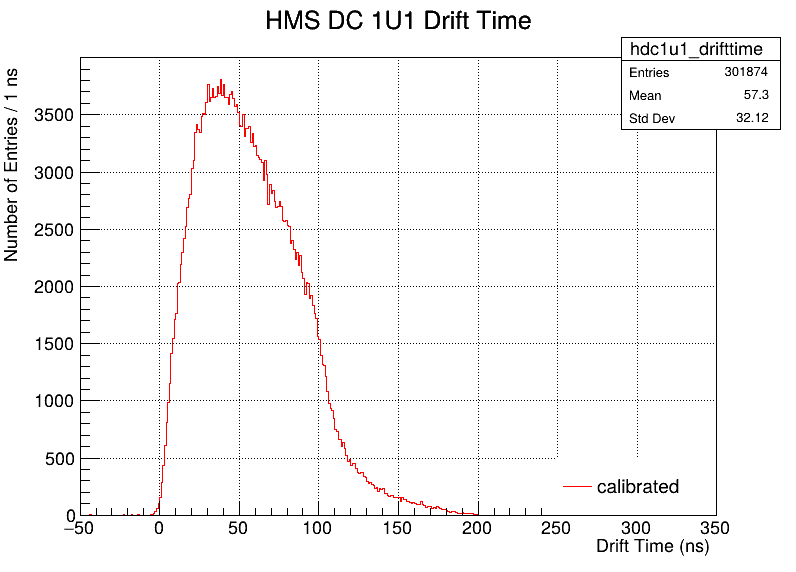 HMS DC 1U1 Drift Time
hdc1u1_drifttime
Entries 301874
Mean 57.3
Std Dev 32.12
Number of Entries / 1 ns
3500
3000
2500
2000
1500
1000
500
0
−50 0 50 100 150 200 250 300 350
calibrated
Drift Time (ns)